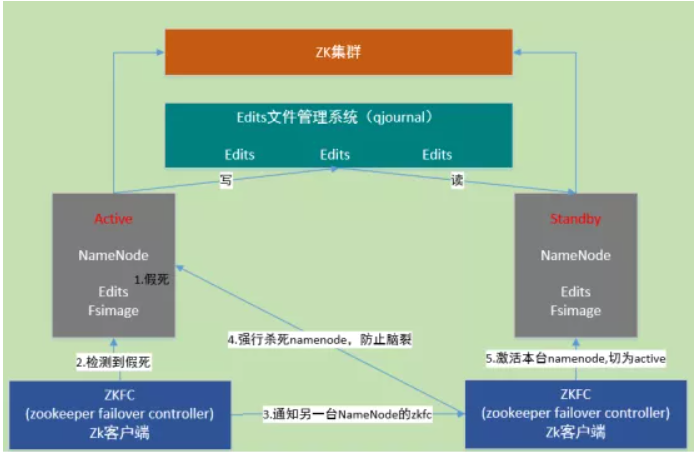 ZK集群
Edits文件管理系统（qjournal）
Edits Edits Edits
写 读
Active
NameNode
1.假死
Edits
Fsimage
Standby
NameNode
Edits
Fsimage
4.强行杀死namenode，防止脑裂
2.检测到假死
5.激活本台namenode,切为active
ZKFC
(zookeeper failover controller)
Zk客户端
3.通知另一台NameNode的zkfc
ZKFC
(zookeeper failover controller)
Zk客户端